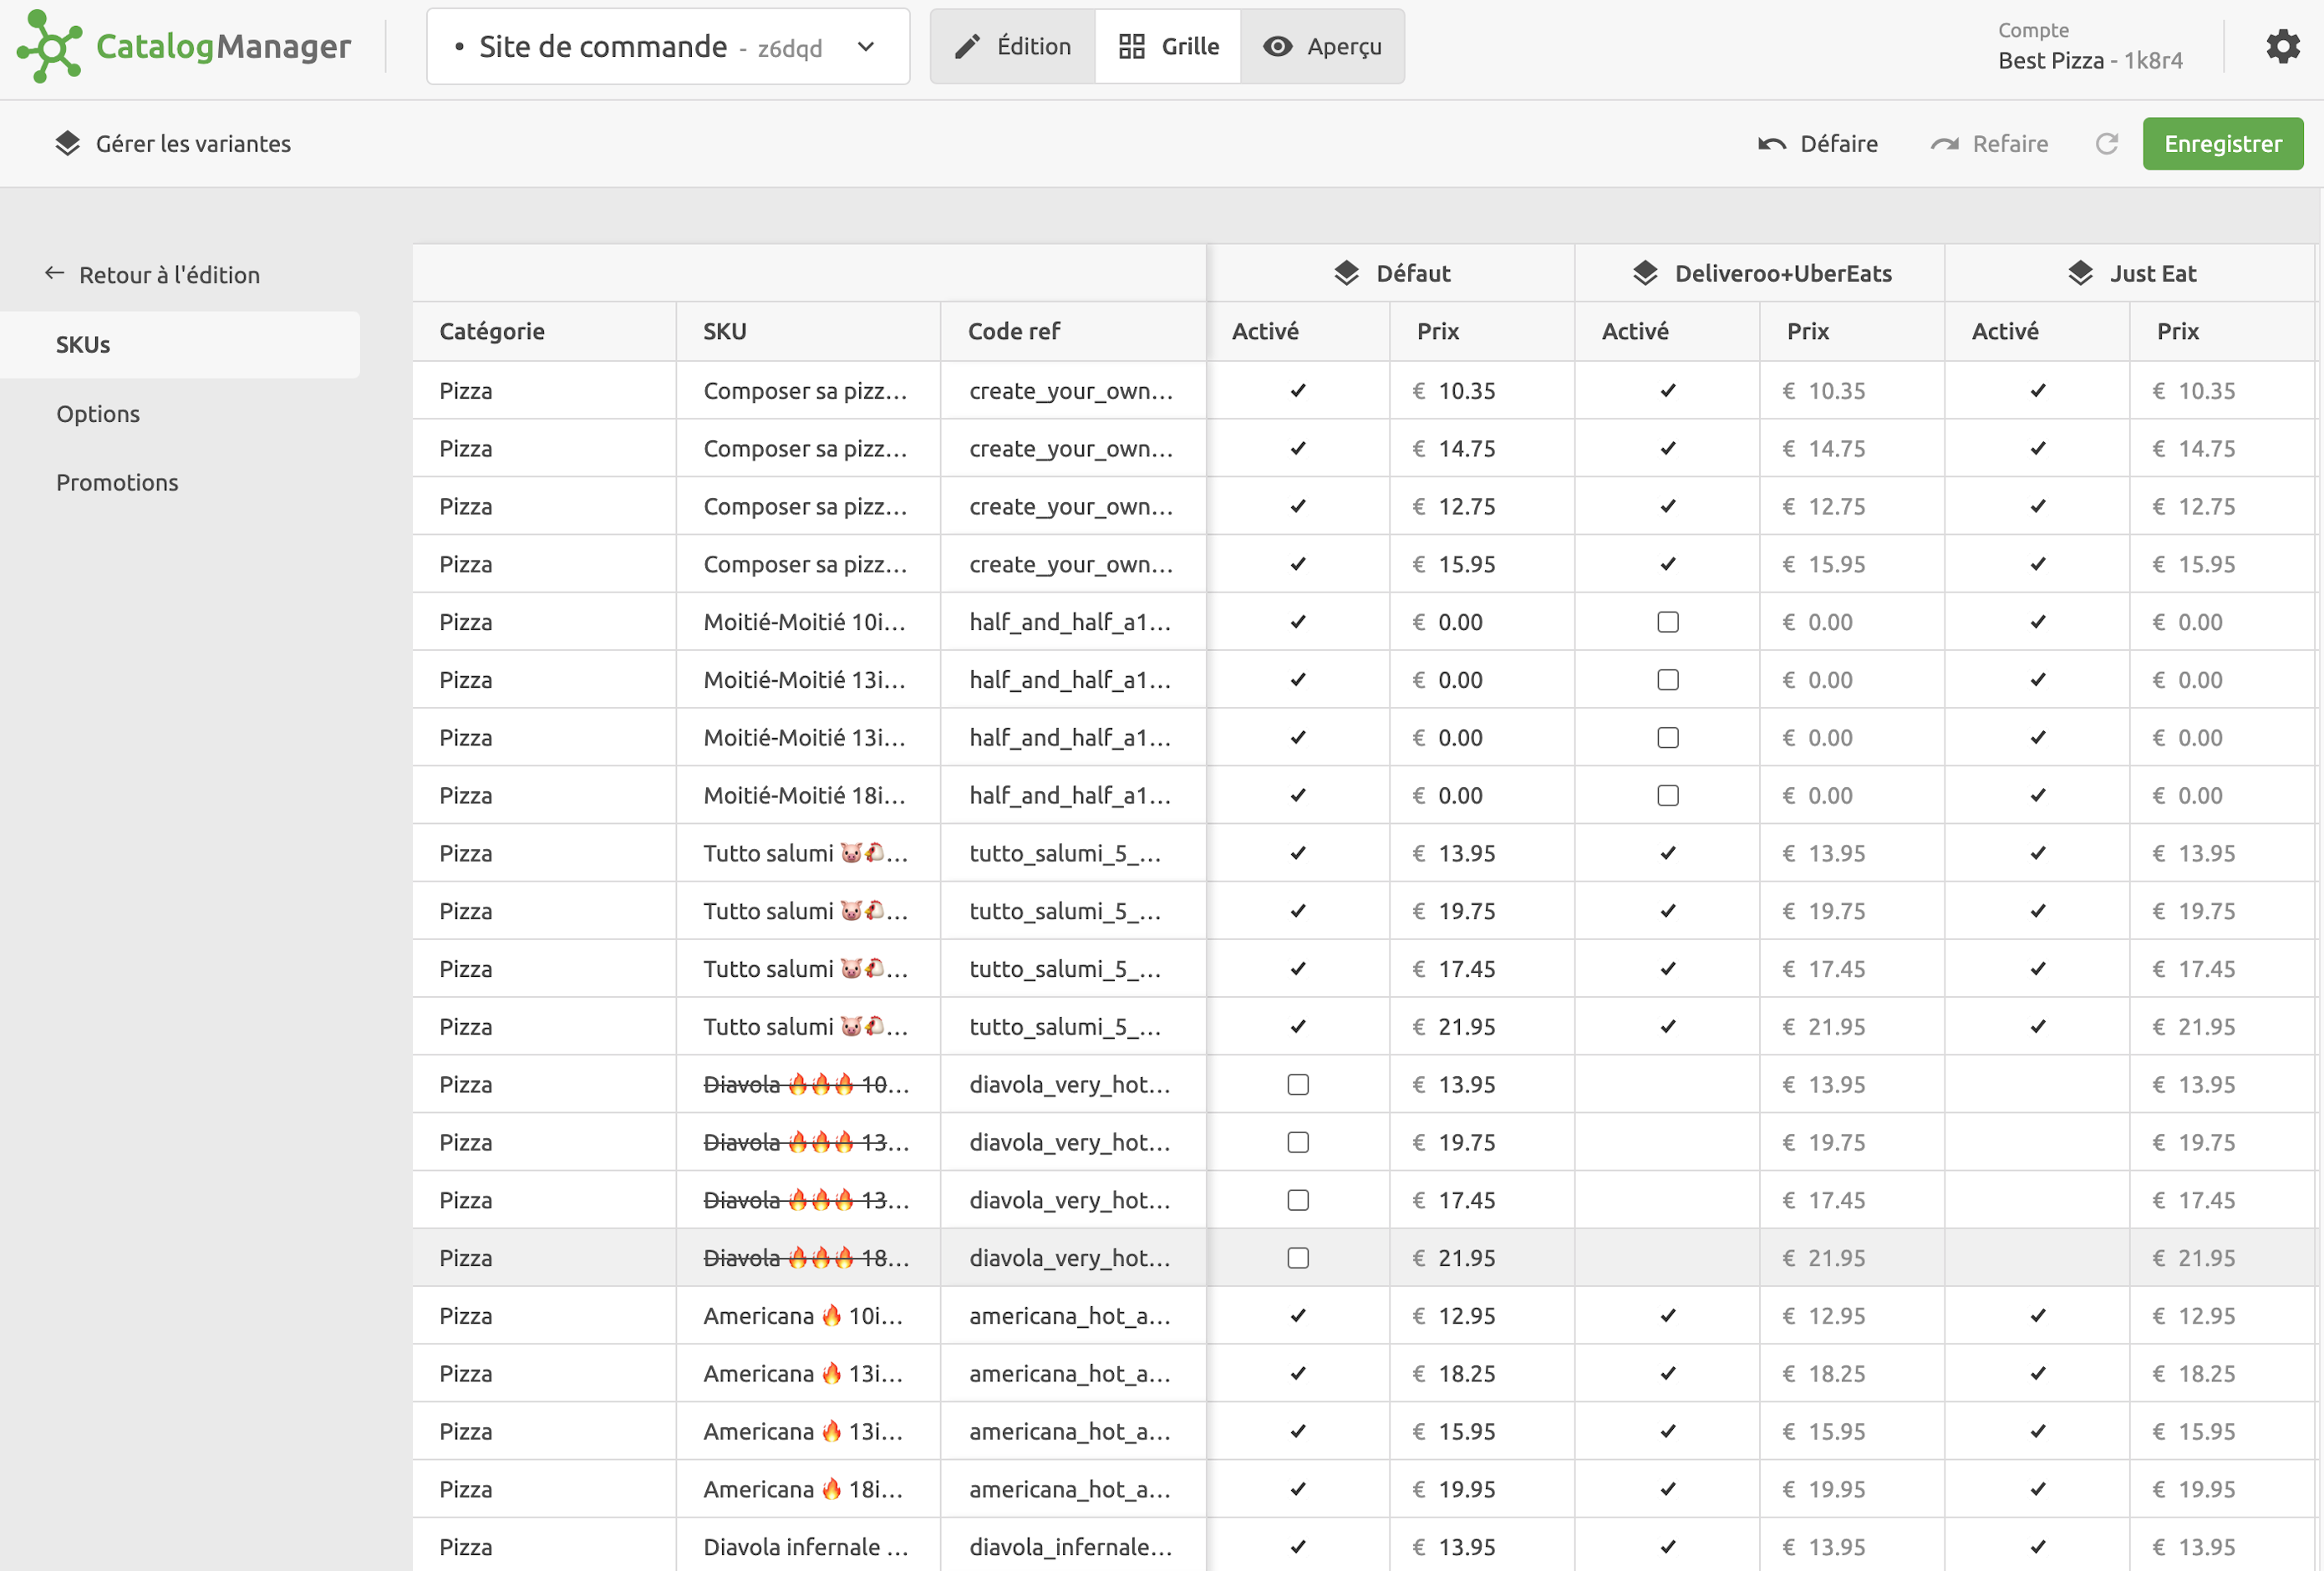 CatalogManager
• Site de commande - z6dqd
Édition
Grille
Aperçu
Compte
Best Pizza - 1k8r4
Gérer les variantes
Défaire
Refaire
Enregistrrer
Retour à l'édition
SKUs
Options
Promotions
Défaut Deliveroo+UberEats Just Eat
Catégorie SKU Code ref Activé Prix Activé Prix Activé Prix
Pizza Composer sa pizz... create_your_own... € 10.35 € 10.35 € 10.35
Pizza Composer sa pizz... create_your_own... € 14.75 € 14.75 € 14.75
Pizza Composer sa pizz... create_your_own... € 12.75 € 12.75 € 12.75
Pizza Composer sa pizz... create_your_own... € 15.95 € 15.95 € 15.95
Pizza Moitié-Moitié 10i... half_and_half_a1... € 0.00 € 0.00 € 0.00
Pizza Moitié-Moitié 13i... half_and_half_a1... € 0.00 € 0.00 € 0.00
Pizza Moitié-Moitié 13i... half_and_half_a1... € 0.00 € 0.00 € 0.00
Pizza Moitié-Moitié 18i... half_and_half_a1... € 0.00 € 0.00 € 0.00
Pizza Tutto salumi 🐷🐔... tutto_salumi_5_... € 13.95 € 13.95 € 13.95
Pizza Tutto salumi 🐷🐔... tutto_salumi_5_... € 19.75 € 19.75 € 19.75
Pizza Tutto salumi 🐷🐔... tutto_salumi_5_... € 17.45 € 17.45 € 17.45
Pizza Tutto salumi 🐷🐔... tutto_salumi_5_... € 21.95 € 21.95 € 21.95
Pizza Diavola 🔥🔥🔥 10... diavola_very_hot... € 13.95 € 13.95 € 13.95
Pizza Diavola 🔥🔥🔥 13... diavola_very_hot... € 19.75 € 19.75 € 19.75
Pizza Diavola 🔥🔥🔥 13... diavola_very_hot... € 17.45 € 17.45 € 17.45
Pizza Diavola 🔥🔥🔥 18... diavola_very_hot... € 21.95 € 21.95 € 21.95
Pizza Americana 🔥 10i... americana_hot_a... € 12.95 € 12.95 € 12.95
Pizza Americana 🔥 13i... americana_hot_a... € 18.25 € 18.25 € 18.25
Pizza Americana 🔥 13i... americana_hot_a... € 15.95 € 15.95 € 15.95
Pizza Americana 🔥 18i... americana_hot_a... € 19.95 € 19.95 € 19.95
Pizza Diavola infernale ... diavola_infernale... € 13.95 € 13.95 € 13.95